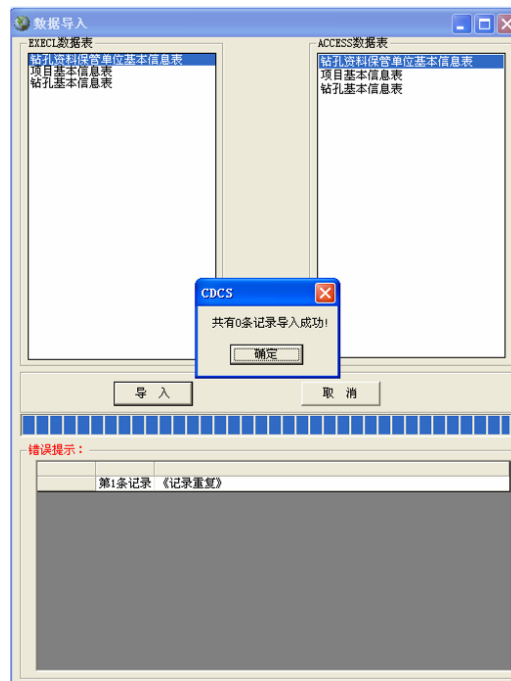 数据导入
EXECL数据表
钻孔资料保管单位基本信息表
项目基本信息表
钻孔基本信息表
ACCESS数据表
钻孔资料保管单位基本信息表
项目基本信息表
钻孔基本信息表
CDCS
共有0条记录导入成功!
确定
导 入
取 消
错误提示：
第1条记录 《记录重复》